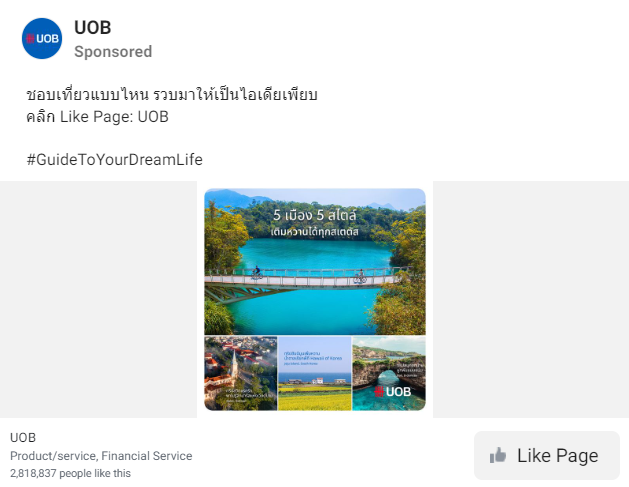 UOB
UOB
Sponsored
ชอบเที่ยวแบบไหน รวบมาให้เป็นไอเดียเพียบ
คลิก Like Page: UOB
#GuideToYourDreamLife
5 เมือง 5 สไตล์
เติมหวานได้ทุกสเตตัส
UOB
UOB
Product/service, Financial Service
2,818,837 people like this
Like Page